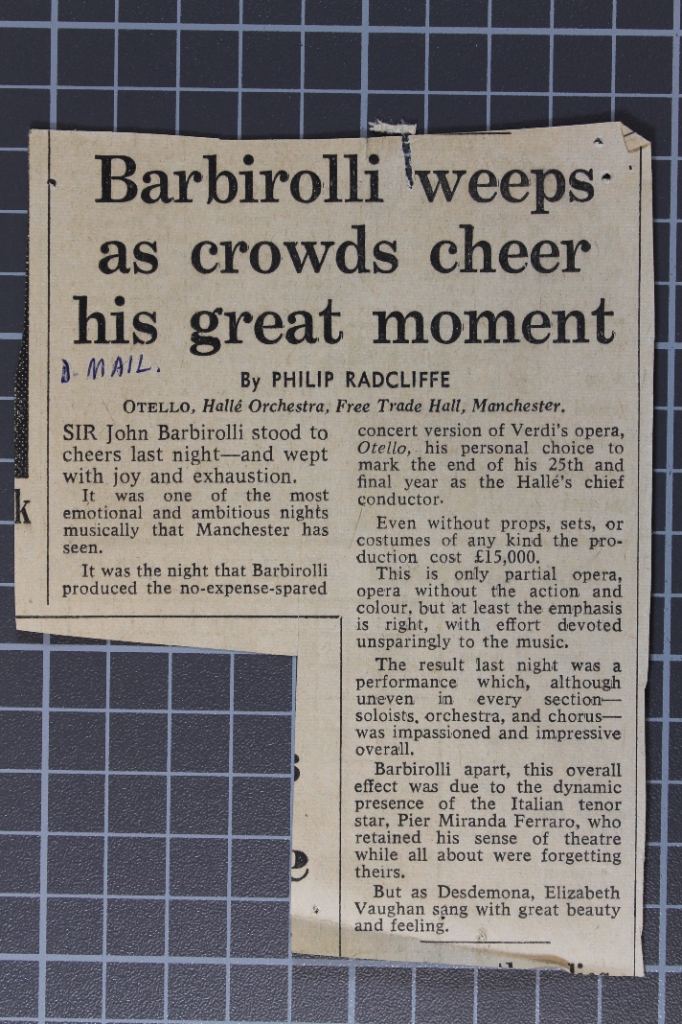 Barbirolli weeps
as crowds cheer
his great moment
D. MAIL.
By PHILIP RADCLIFFE
OTELLO, Hallé Orchestra, Free Trade Hall, Manchester.
SIR John Barbirolli stood to
cheers last night—and wept
with joy and exhaustion.
It was one of the most
emotional and ambitious nights
musically that Manchester has
seen.
It was the night that Barbirolli
produced the no-expense-spared
concert version of Verdi's opera,
Otello, his personal choice to
mark the end of his 25th and
final year as the Hallé's chief
conductor.
Even without props, sets, or
costumes of any kind the pro-
duction cost £15,000.
This is only partial opera,
opera without the action and
colour, but at least the emphasis
is right, with effort devoted
unsparingly to the music.
The result last night was a
performance which, although
uneven in every section—
soloists, orchestra, and chorus—
was impassioned and impressive
overall.
Barbirolli apart, this overall
effect was due to the dynamic
presence of the Italian tenor
star, Pier Miranda Ferraro, who
retained his sense of theatre
while all about were forgetting
theirs.
But as Desdemona, Elizabeth
Vaughan sang with great beauty
and feeling.
k
s
e